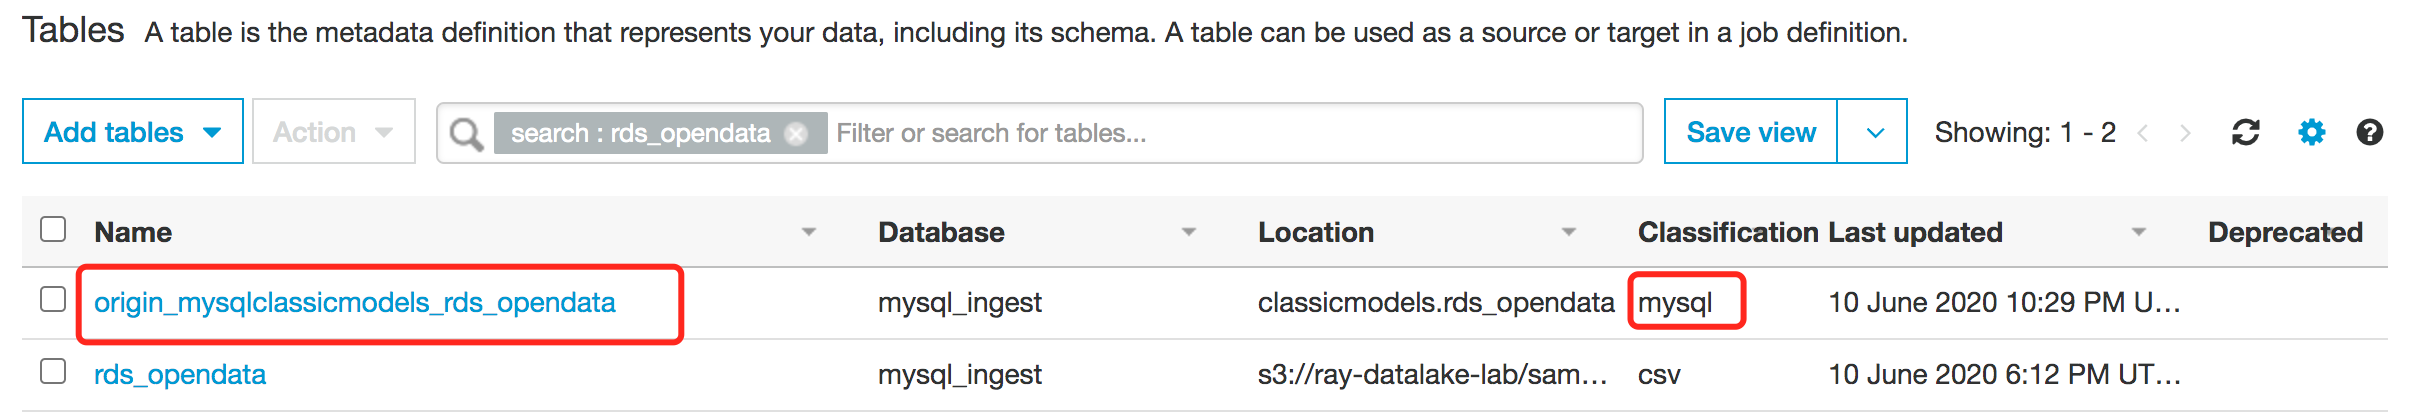 Tables A table is the metadata definition that represents your data, including its schema. A table can be used as a source or target in a job definition.
Add tables Action search : rds_opendata Filter or search for tables... Save view Showing: 1 - 2
Name Database Location Classification Last updated Deprecated
origin_mysqlclassicmodels_rds_opendata mysql_ingest classicmodels.rds_opendata mysql 10 June 2020 10:29 PM U...
rds_opendata mysql_ingest s3://ray-datalake-lab/sam... csv 10 June 2020 6:12 PM UT...